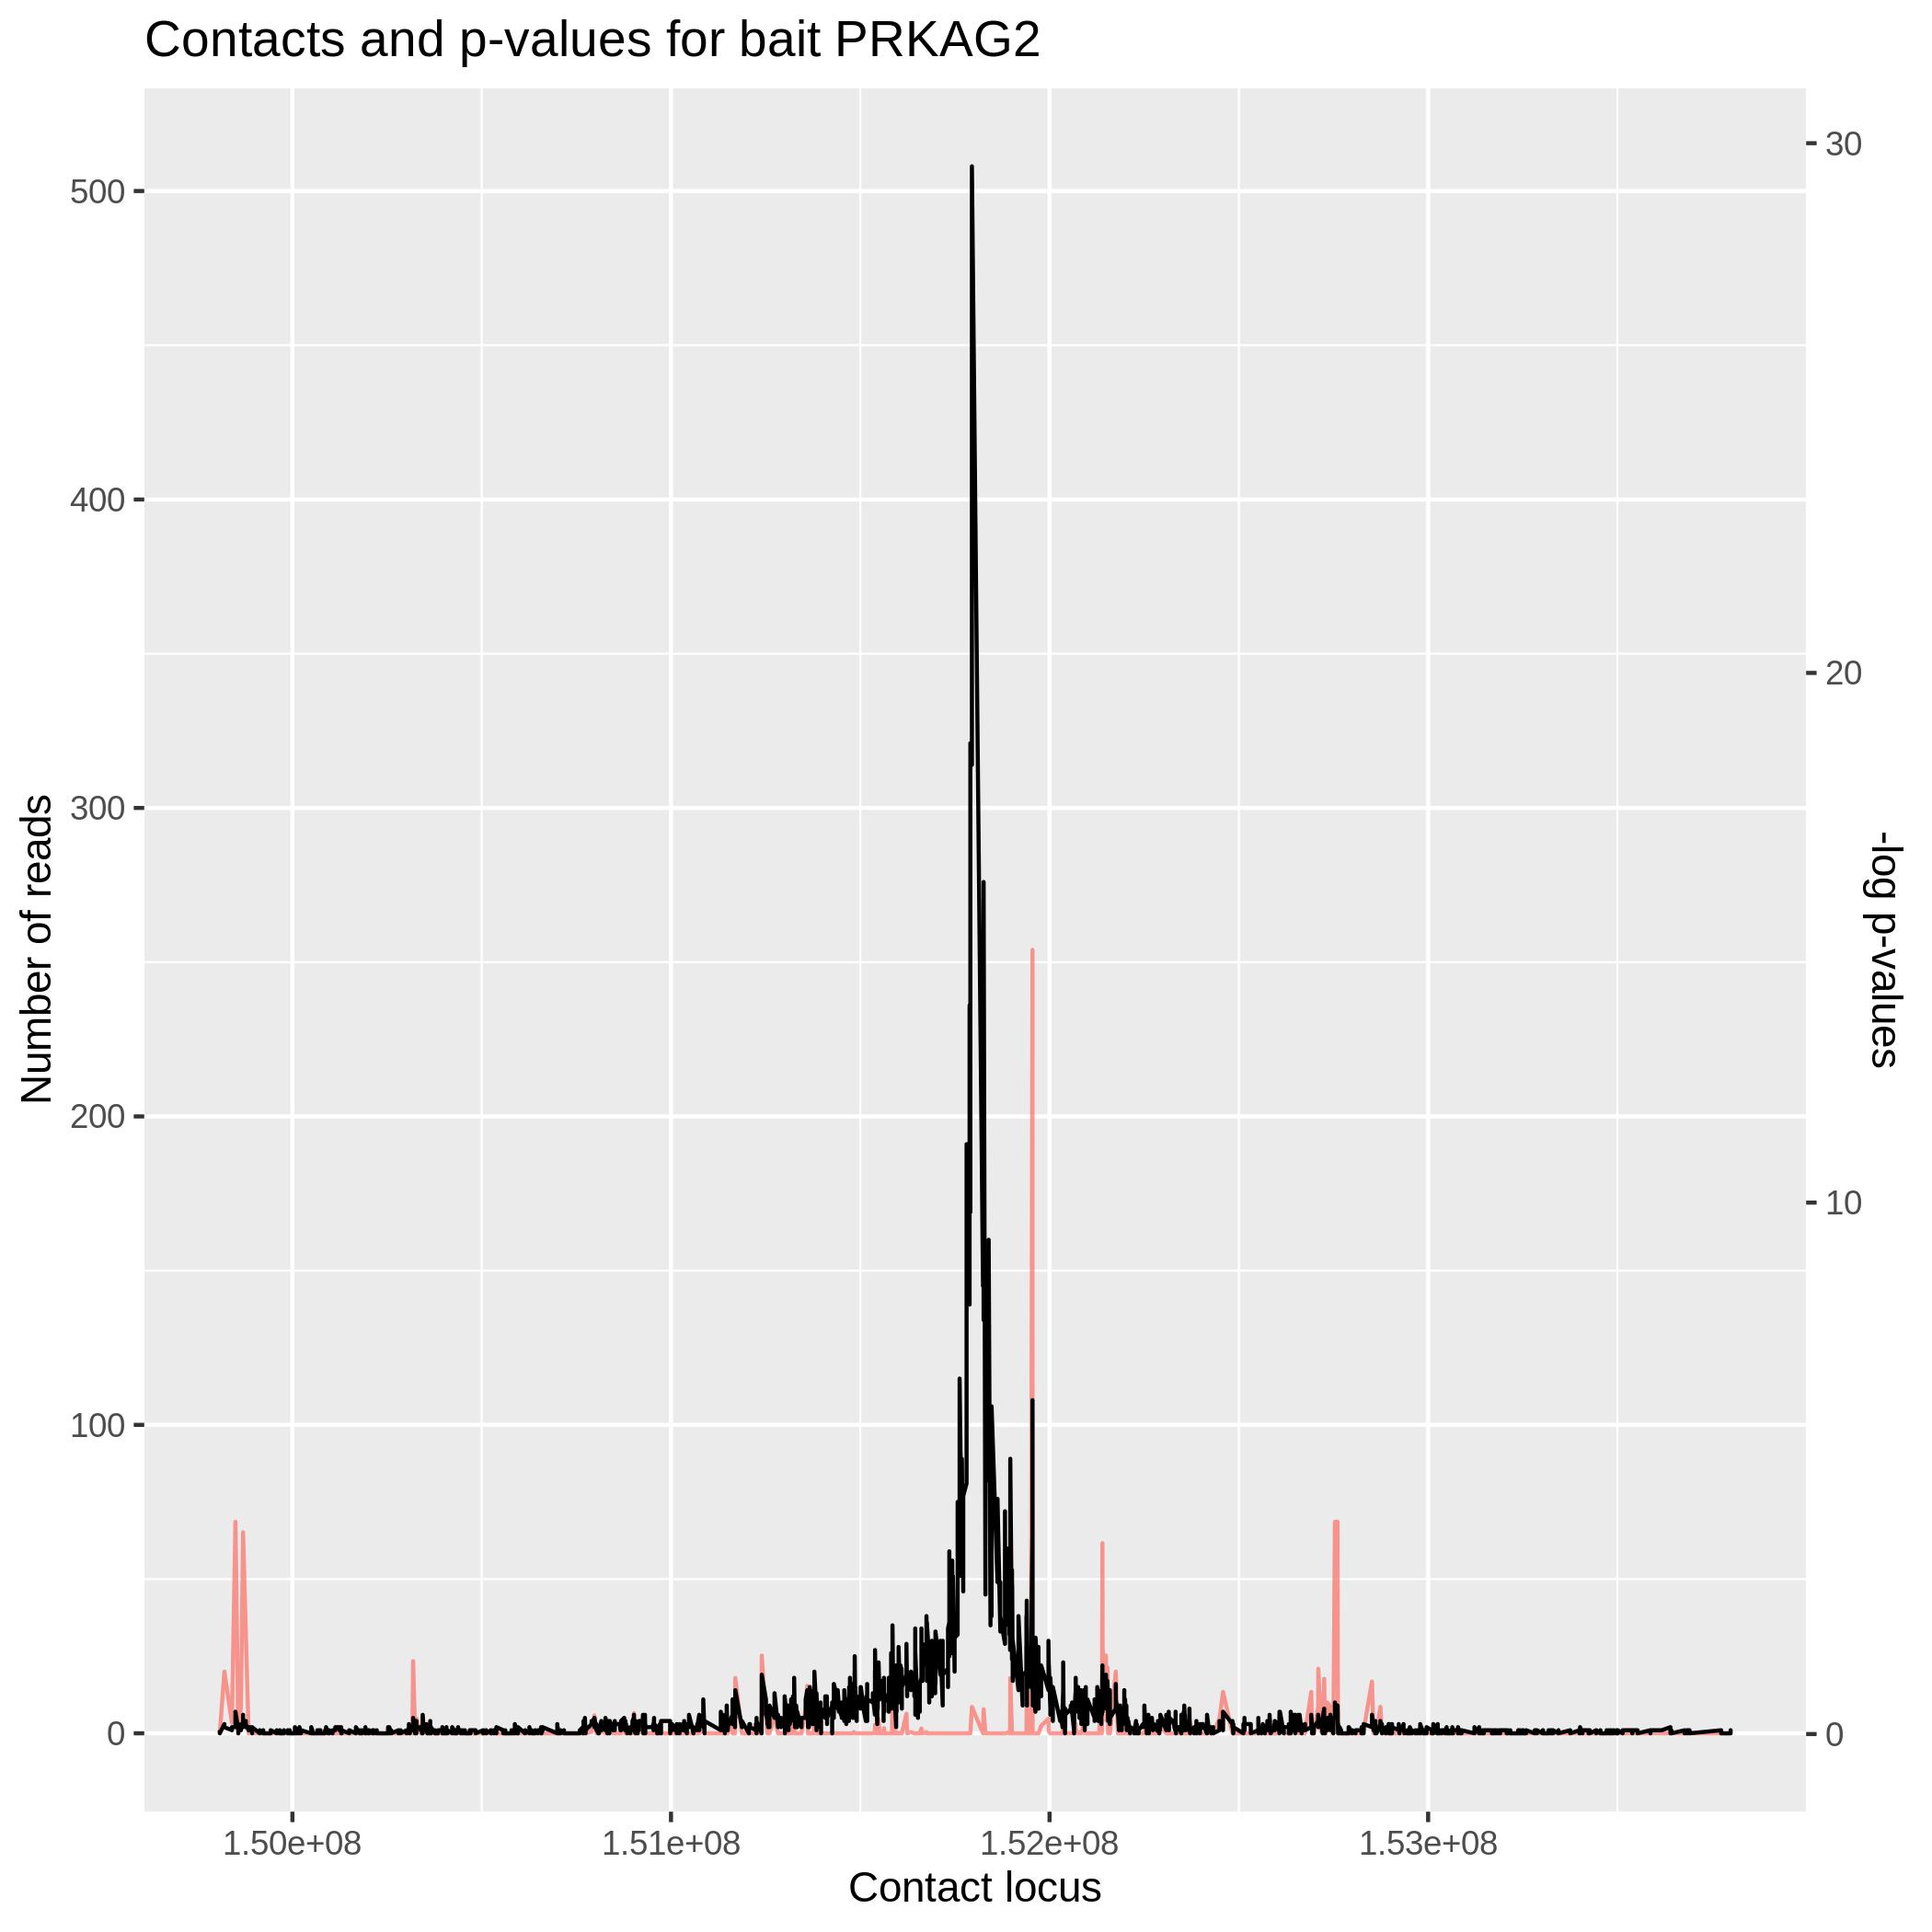 Contacts and p-values for bait PRKAG2
500
400
300
200
100
0
Number of reads
30
20
10
0
-log p-values
1.50e+08
1.51e+08
1.52e+08
1.53e+08
Contact locus